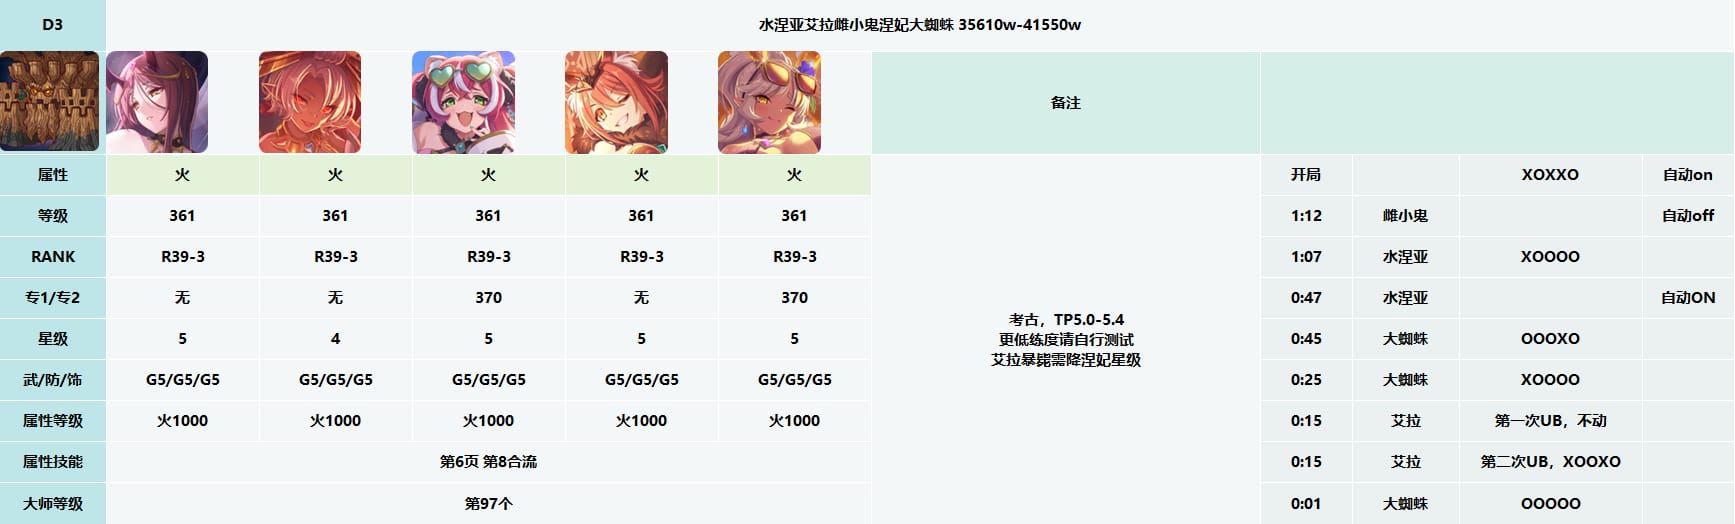 D3 水涅亚艾拉雌小鬼涅妃大蜘蛛 35610w-41550w
备注
属性 火 火 火 火 火 开局 XOXXO 自动on
等级 361 361 361 361 361 1:12 雌小鬼 自动off
RANK R39-3 R39-3 R39-3 R39-3 R39-3 1:07 水涅亚 XOOOO
专1/专2 无 无 370 无 370 0:47 水涅亚 自动ON
考古，TP5.0-5.4
更低练度请自行测试
艾拉暴毙需降涅妃星级
星级 5 4 5 5 5 0:45 大蜘蛛 OOOXO
武/防/饰 G5/G5/G5 G5/G5/G5 G5/G5/G5 G5/G5/G5 G5/G5/G5 0:25 大蜘蛛 XOOOO
属性等级 火1000 火1000 火1000 火1000 火1000 0:15 艾拉 第一次UB，不动
属性技能 第6页 第8合流 0:15 艾拉 第二次UB，XOOXO
大师等级 第97个 0:01 大蜘蛛 OOOOO